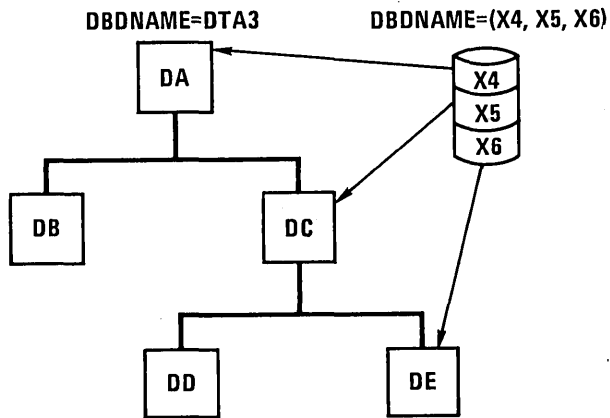 DBDNAME=DTA3
DBDNAME=(X4, X5, X6)
DA
X4
X5
X6
DB
DC
DD
DE